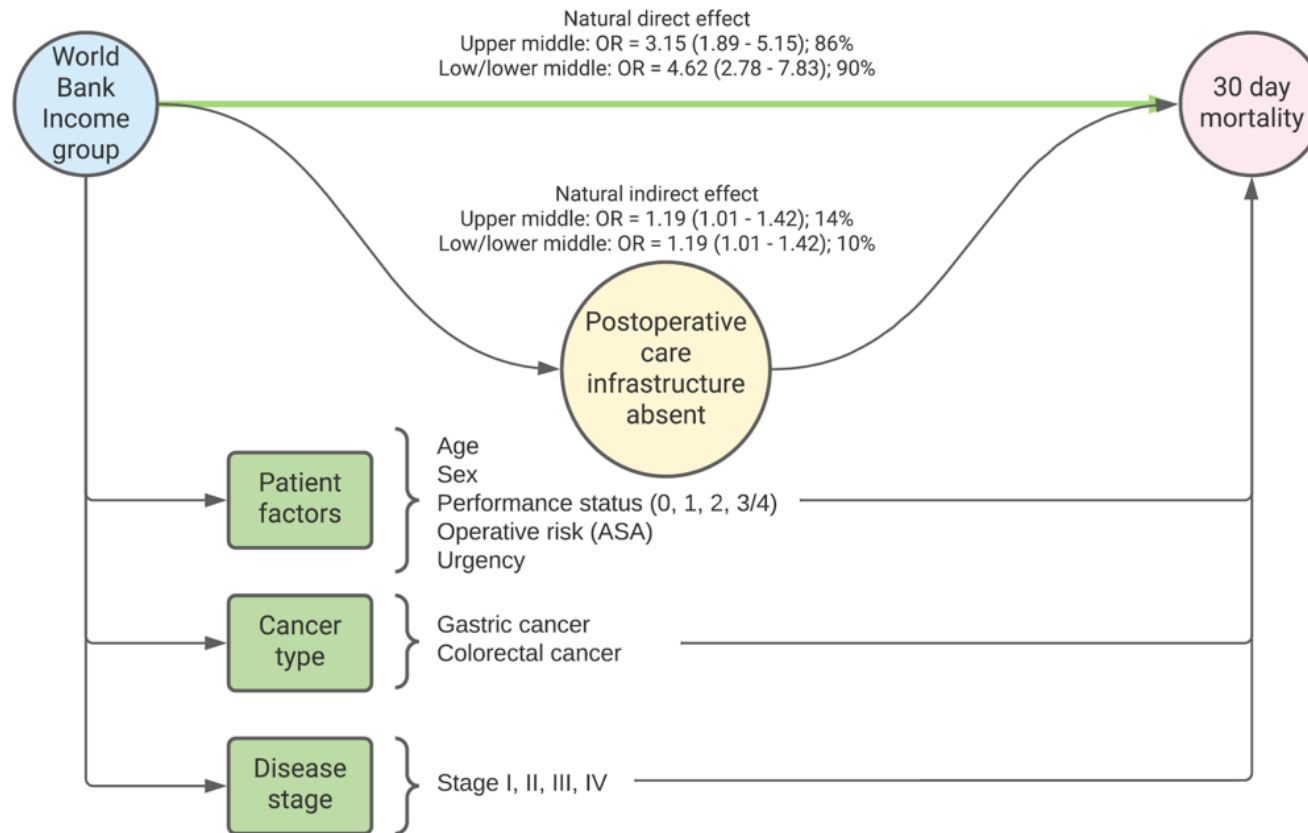 Natural direct effect
Upper middle: OR = 3.15 (1.89 - 5.15); 86%
Low/lower middle: OR = 4.62 (2.78 - 7.83); 90%
World
Bank
Income
group
30 day
mortality
Natural indirect effect
Upper middle: OR = 1.19 (1.01 - 1.42); 14%
Low/lower middle: OR = 1.19 (1.01 - 1.42); 10%
Postoperative
care
infrastructure
absent
Patient
factors
Age
Sex
Performance status (0, 1, 2, 3/4)
Operative risk (ASA)
Urgency
Cancer
type
Gastric cancer
Colorectal cancer
Disease
stage
Stage I, II, III, IV